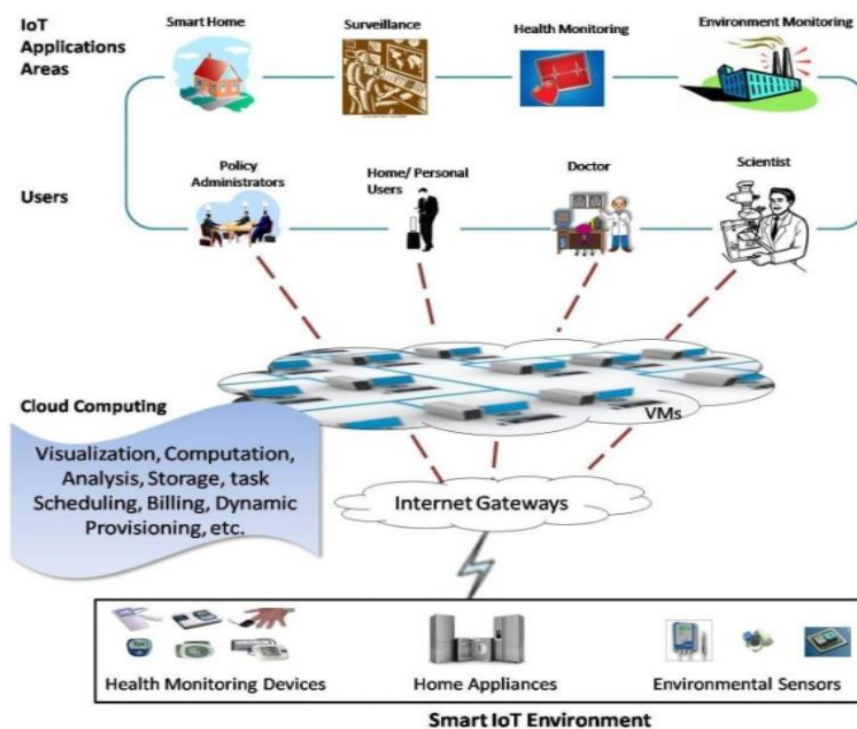 IoT
Applications
Areas
Smart Home
Surveillance
Health Monitoring
Environment Monitoring
Users
Policy
Administrators
Home/ Personal
Users
Doctor
Scientist
VMs
Cloud Computing
Visualization, Computation,
Analysis, Storage, task
Scheduling, Billing, Dynamic
Provisioning, etc.
Internet Gateways
Health Monitoring Devices
Home Appliances
Environmental Sensors
Smart IoT Environment